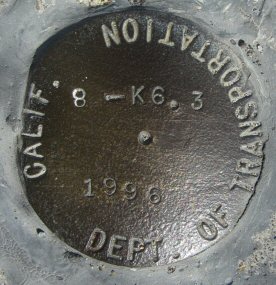 CALIF. DEPT. OF TRANSPORTATION
8 - K6.3
1996